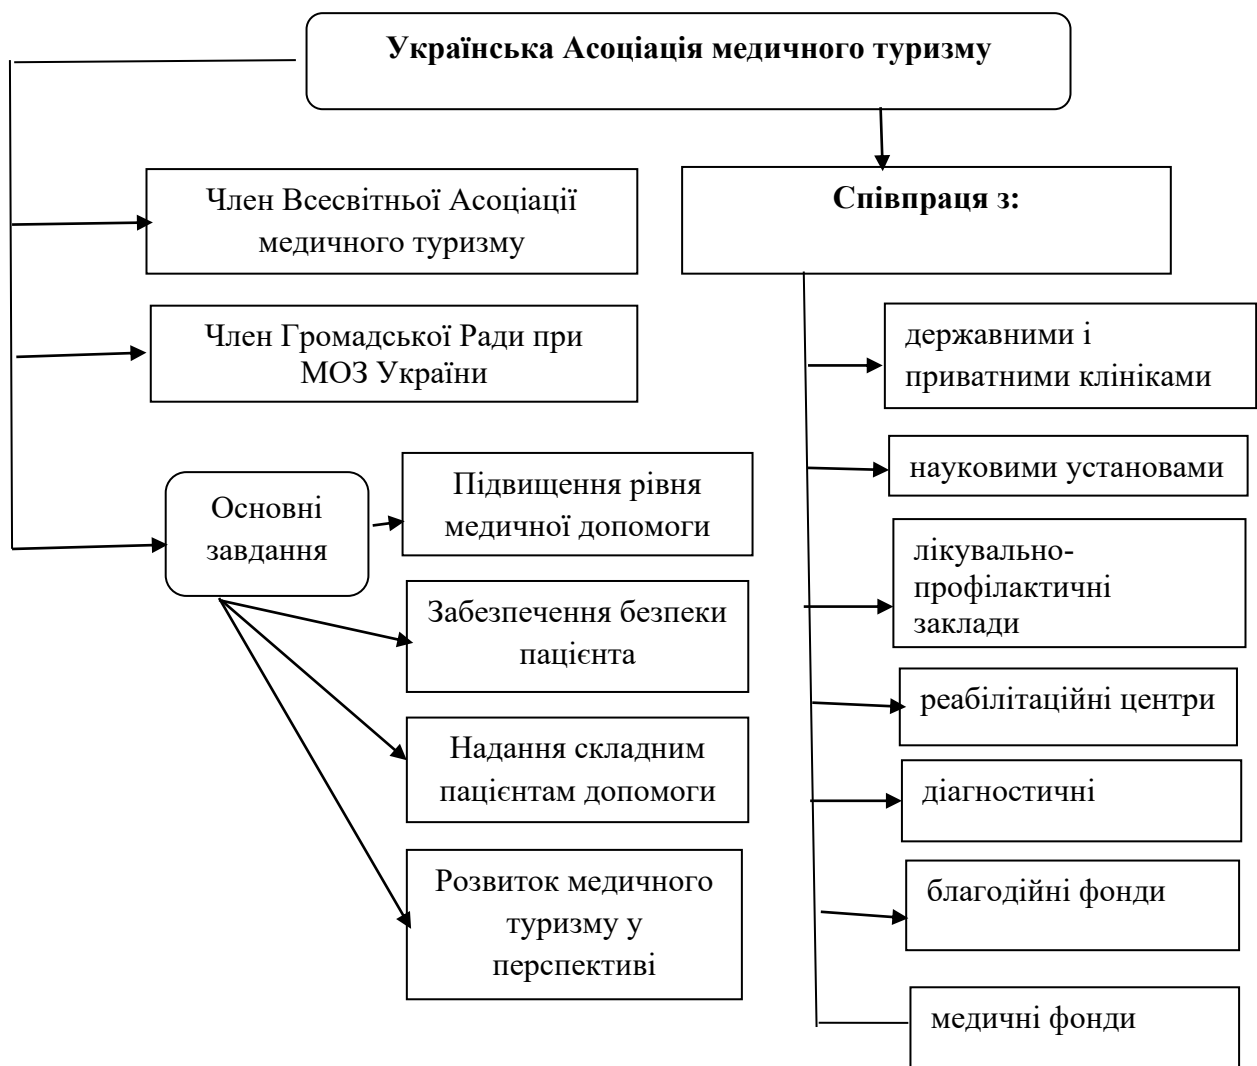 Українська Асоціація медичного туризму
Член Всесвітньої Асоціації
медичного туризму
Член Громадської Ради при
МОЗ України
Основні
завдання
Підвищення рівня
медичної допомоги
Забезпечення безпеки
пацієнта
Надання складним
пацієнтам допомоги
Розвиток медичного
туризму у
перспективі
Співпраця з:
державними і
приватними клініками
науковими установами
лікувально-
профілактичні
заклади
реабілітаційні центри
діагностичні
благодійні фонди
медичні фонди